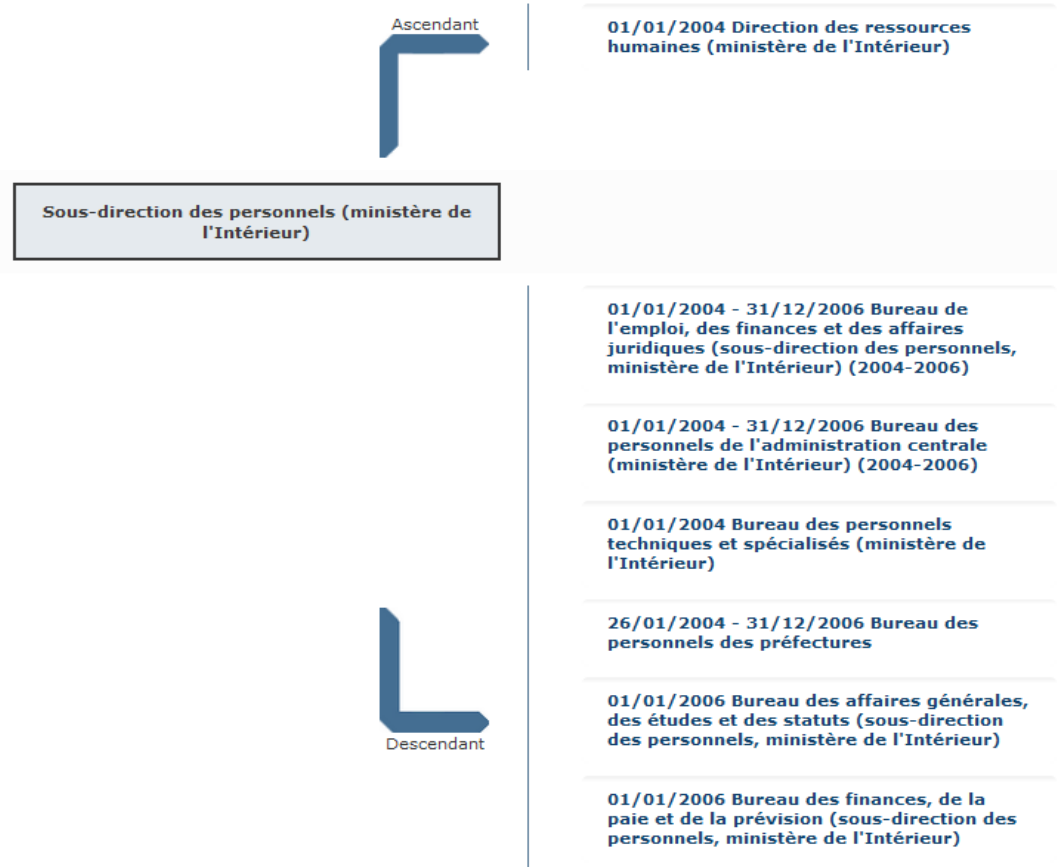 Ascendant
01/01/2004 Direction des ressources
humaines (ministère de l'Intérieur)
Sous-direction des personnels (ministère de
l'Intérieur)
01/01/2004 - 31/12/2006 Bureau de
l'emploi, des finances et des affaires
juridiques (sous-direction des personnels,
ministère de l'Intérieur) (2004-2006)
01/01/2004 - 31/12/2006 Bureau des
personnels de l'administration centrale
(ministère de l'Intérieur) (2004-2006)
01/01/2004 Bureau des personnels
techniques et spécialisés (ministère de
l'Intérieur)
26/01/2004 - 31/12/2006 Bureau des
personnels des préfectures
Descendant
01/01/2006 Bureau des affaires générales,
des études et des statuts (sous-direction
des personnels, ministère de l'Intérieur)
01/01/2006 Bureau des finances, de la
paie et de la prévision (sous-direction des
personnels, ministère de l'Intérieur)